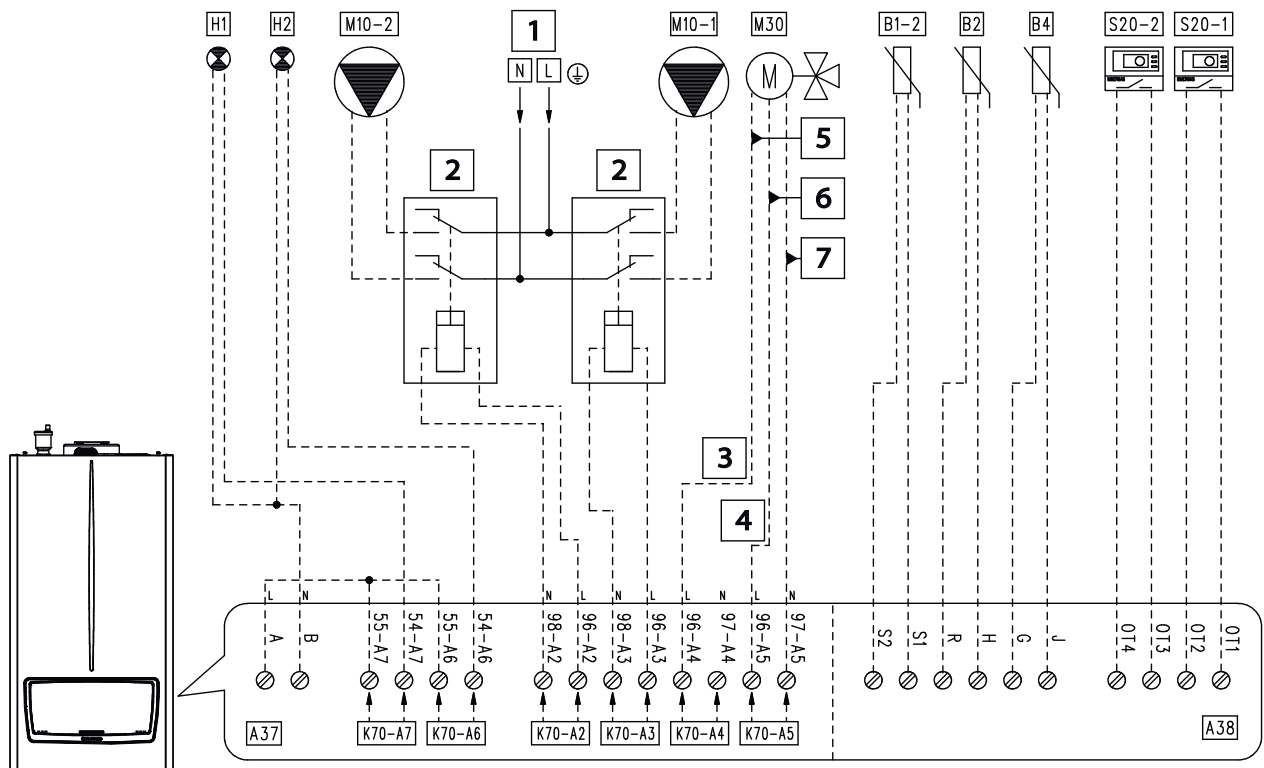 H1 H2 M10-2 M10-1 M30 B1-2 B2 B4 S20-2 S20-1
1
N L
M
2 2
5
6
7
3
4
L N N L N L L N L N
A B 55-A7 54-A7 55-A6 54-A6 98-A2 96-A2 98-A3 96-A3 96-A4 97-A4 96-A5 97-A5 S2 S1 R H G J OT4 OT3 OT2 OT1
A37 K70-A7 K70-A6 K70-A2 K70-A3 K70-A4 K70-A5 A38